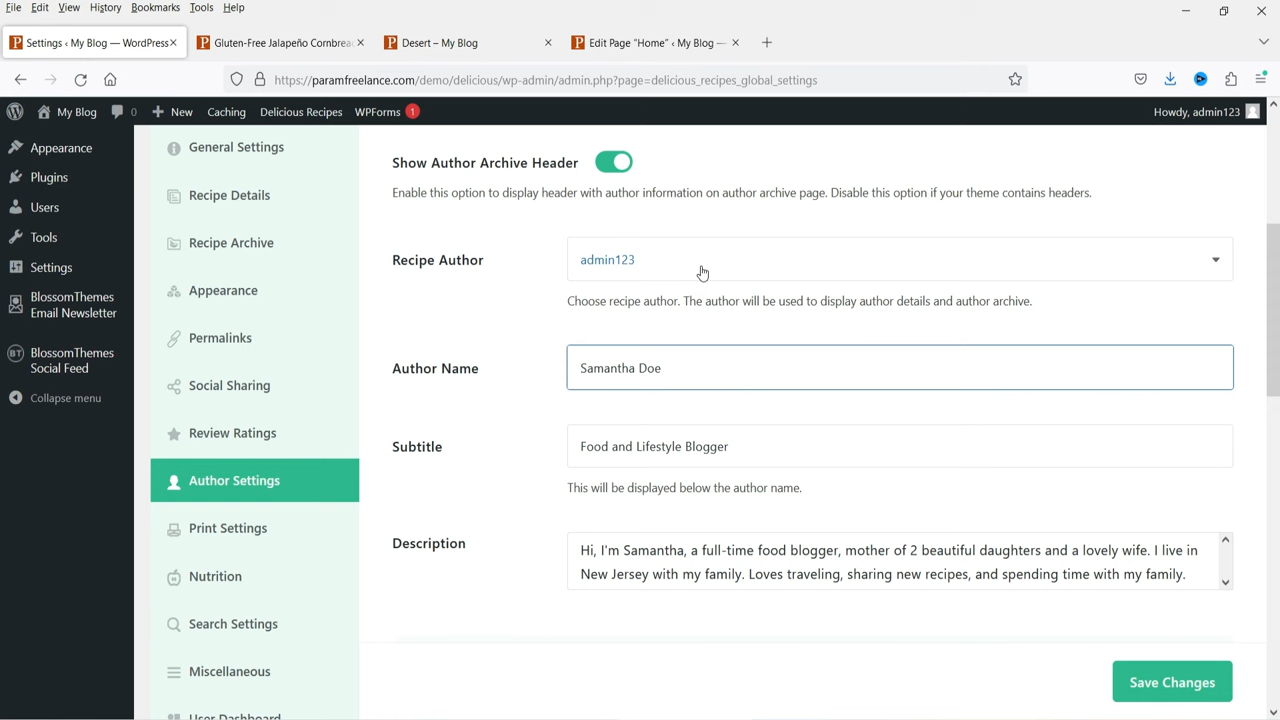 File Edit View History Bookmarks Tools Help
Settings ‹ My Blog — WordPress
Gluten-Free Jalapeño Cornbrea
Desert – My Blog
Edit Page “Home” ‹ My Blog —
https://paramfreelance.com/demo/delicious/wp-admin/admin.php?page=delicious_recipes_global_settings
My Blog 0 New Caching Delicious Recipes WPForms 1 Howdy, admin123
Appearance
Plugins
Users
Tools
Settings
BlossomThemes
Email Newsletter
BlossomThemes
Social Feed
Collapse menu
General Settings
Recipe Details
Recipe Archive
Appearance
Permalinks
Social Sharing
Review Ratings
Author Settings
Print Settings
Nutrition
Search Settings
Miscellaneous
User Dashboard
Show Author Archive Header
Enable this option to display header with author information on author archive page. Disable this option if your theme contains headers.
Recipe Author admin123
Choose recipe author. The author will be used to display author details and author archive.
Author Name Samantha Doe
Subtitle Food and Lifestyle Blogger
This will be displayed below the author name.
Description Hi, I'm Samantha, a full-time food blogger, mother of 2 beautiful daughters and a lovely wife. I live in
New Jersey with my family. Loves traveling, sharing new recipes, and spending time with my family.
Save Changes